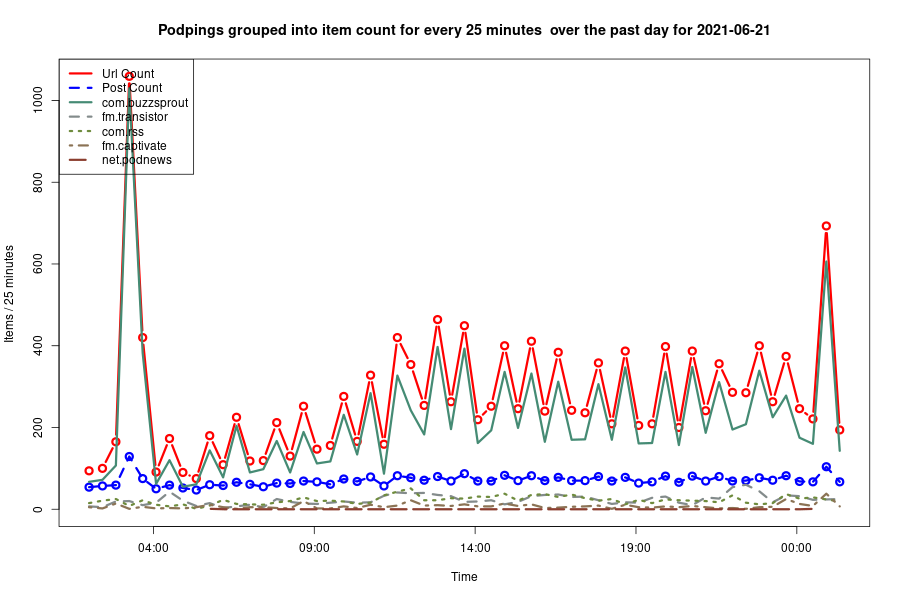 Podpings grouped into item count for every 25 minutes  over the past day for 2021-06-21
Url Count
Post Count
com.buzzsprout
fm.transistor
com.rss
fm.captivate
net.podnews
Items / 25 minutes
1000
800
600
400
200
0
04:00
09:00
14:00
19:00
00:00
Time